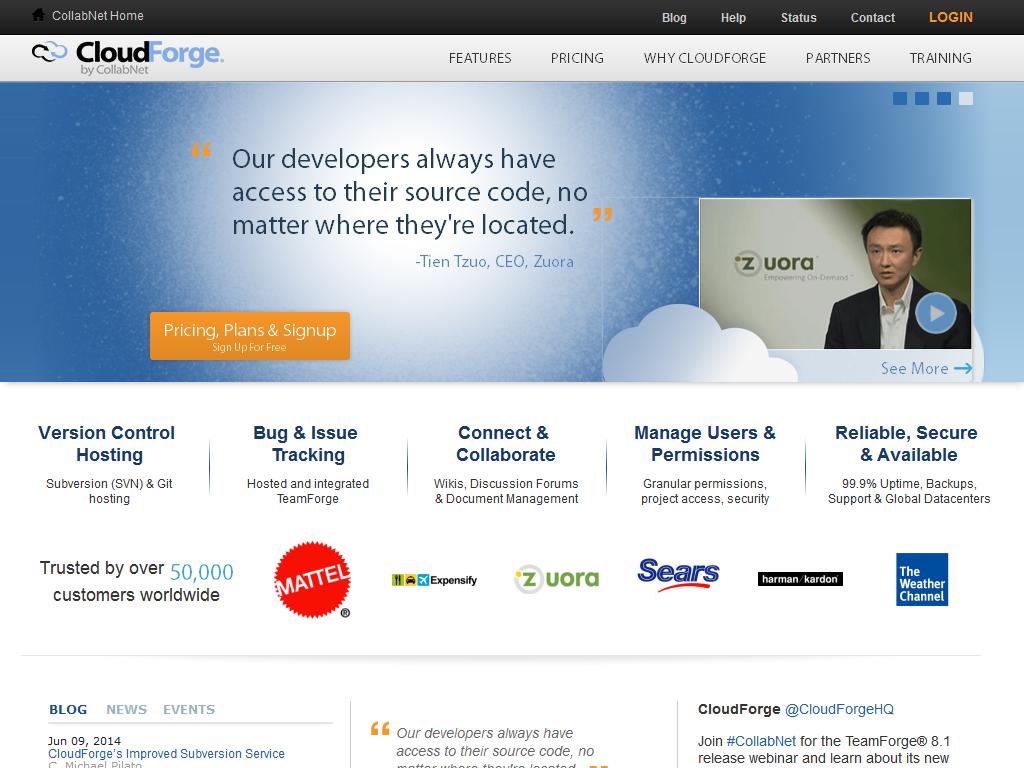 CollabNet Home
Blog Help Status Contact LOGIN
CloudForge.
by CollabNet
FEATURES PRICING WHY CLOUDFORGE PARTNERS TRAINING
“ Our developers always have
access to their source code, no
matter where they're located. ”
-Tien Tzuo, CEO, Zuora
zuora
Empowering On-Demand™
Pricing, Plans & Signup
Sign Up For Free
See More
Version Control
Hosting
Subversion (SVN) & Git
hosting
Bug & Issue
Tracking
Hosted and integrated
TeamForge
Connect &
Collaborate
Wikis, Discussion Forums
& Document Management
Manage Users &
Permissions
Granular permissions,
project access, security
Reliable, Secure
& Available
99.9% Uptime, Backups,
Support & Global Datacenters
Trusted by over 50,000
customers worldwide
MATTEL ®
Expensify
zuora
Sears
harman/kardon
The
Weather
Channel
BLOG NEWS EVENTS
Jun 09, 2014
CloudForge's Improved Subversion Service
C. Michael Pilato
“ Our developers always have
access to their source code, no
matter where they're located. ”
CloudForge @CloudForgeHQ
Join #CollabNet for the TeamForge® 8.1
release webinar and learn about its new